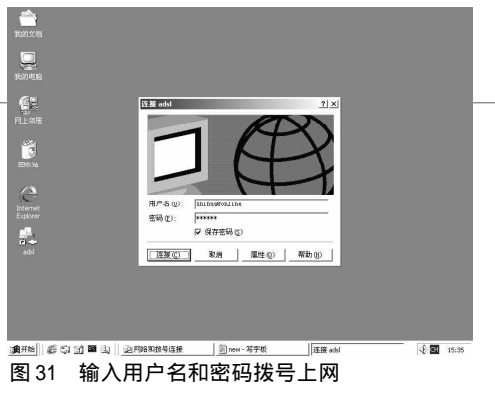 我的文档
我的电脑
网上邻居
回收站
Internet
Explorer
adsl
连接 adsl
用户名(U):
密码(P): ******
保存密码(S)
连接(C) 取消 属性(O) 帮助(H)
开始 网络和拨号连接 new - 写字板 连接 adsl 15:35
图 31 输入用户名和密码拨号上网